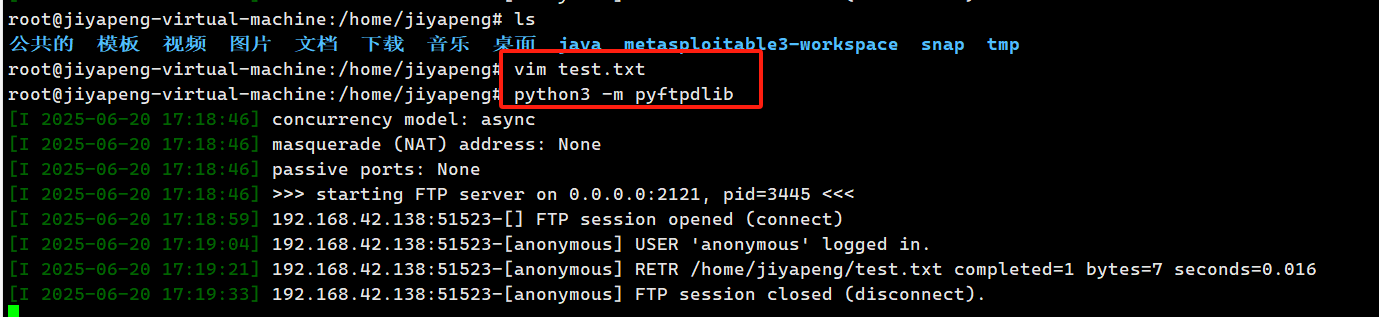 root@jiyapeng-virtual-machine:/home/jiyapeng# ls
公共的  模板  视频  图片  文档  下载  音乐  桌面  java  metasploitable3-workspace  snap  tmp
root@jiyapeng-virtual-machine:/home/jiyapeng# vim test.txt
root@jiyapeng-virtual-machine:/home/jiyapeng# python3 -m pyftpdlib
[I 2025-06-20 17:18:46] concurrency model: async
[I 2025-06-20 17:18:46] masquerade (NAT) address: None
[I 2025-06-20 17:18:46] passive ports: None
[I 2025-06-20 17:18:46] >>> starting FTP server on 0.0.0.0:2121, pid=3445 <<<
[I 2025-06-20 17:18:59] 192.168.42.138:51523-[] FTP session opened (connect)
[I 2025-06-20 17:19:04] 192.168.42.138:51523-[anonymous] USER 'anonymous' logged in.
[I 2025-06-20 17:19:21] 192.168.42.138:51523-[anonymous] RETR /home/jiyapeng/test.txt completed=1 bytes=7 seconds=0.016
[I 2025-06-20 17:19:33] 192.168.42.138:51523-[anonymous] FTP session closed (disconnect).